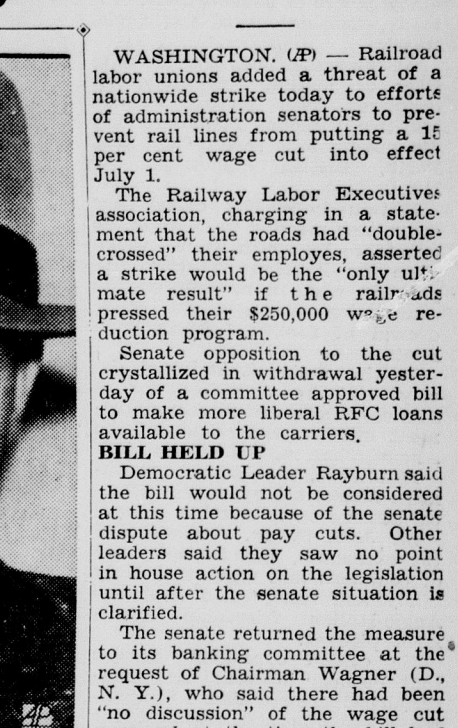 WASHINGTON. (AP) — Railroad
labor unions added a threat of a
nationwide strike today to efforts
of administration senators to pre-
vent rail lines from putting a 15
per cent wage cut into effect
July 1.
The Railway Labor Executives
association, charging in a state-
ment that the roads had "double-
crossed" their employes, asserted
a strike would be the "only ulti-
mate result" if the railroads
pressed their $250,000 wage re-
duction program.
Senate opposition to the cut
crystallized in withdrawal yester-
day of a committee approved bill
to make more liberal RFC loans
available to the carriers.
BILL HELD UP
Democratic Leader Rayburn said
the bill would not be considered
at this time because of the senate
dispute about pay cuts. Other
leaders said they saw no point
in house action on the legislation
until after the senate situation is
clarified.
The senate returned the measure
to its banking committee at the
request of Chairman Wagner (D.,
N. Y.), who said there had been
"no discussion" of the wage cut